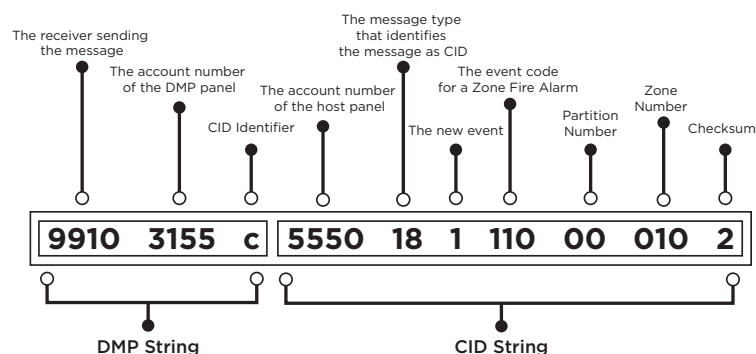 The receiver sending
the message
The account number
of the DMP panel
CID Identifier
The account number
of the host panel
The message type
that identifies
the message as CID
The new event
The event code
for a Zone Fire Alarm
Partition
Number
Zone
Number
Checksum
9910 3155 c 5550 18 1 110 00 010 2
DMP String
CID String